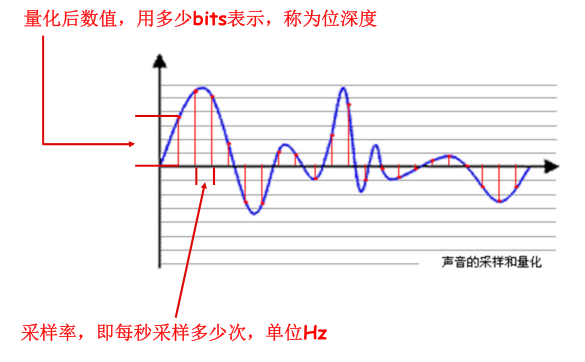 量化后数值，用多少bits表示，称为位深度
声音的采样和量化
采样率，即每秒采样多少次，单位Hz